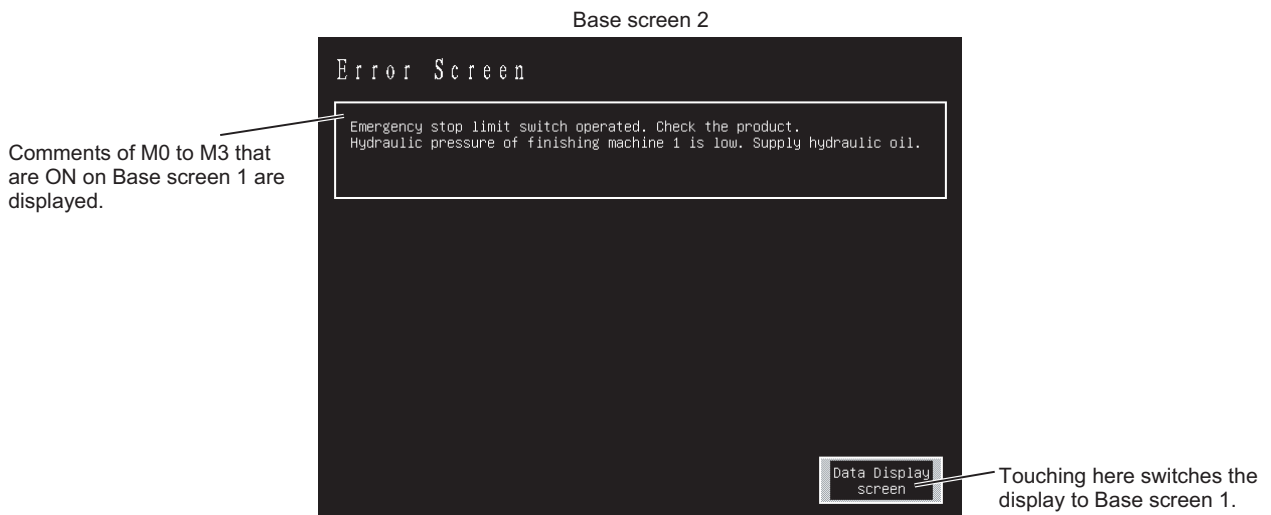 Base screen 2
Error Screen
Emergency stop limit switch operated. Check the product.
Hydraulic pressure of finishing machine 1 is low. Supply hydraulic oil.
Comments of M0 to M3 that
are ON on Base screen 1 are
displayed.
Data Display
screen
Touching here switches the
display to Base screen 1.